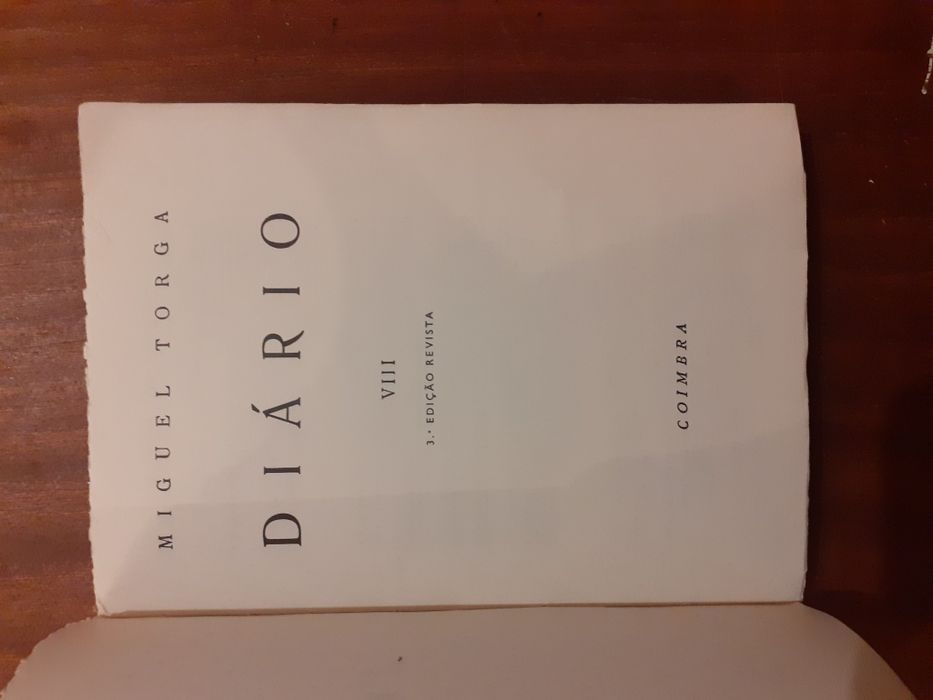 MIGUEL TORGA
DIÁRIO
VIII
3.ª EDIÇÃO REVISTA
COIMBRA